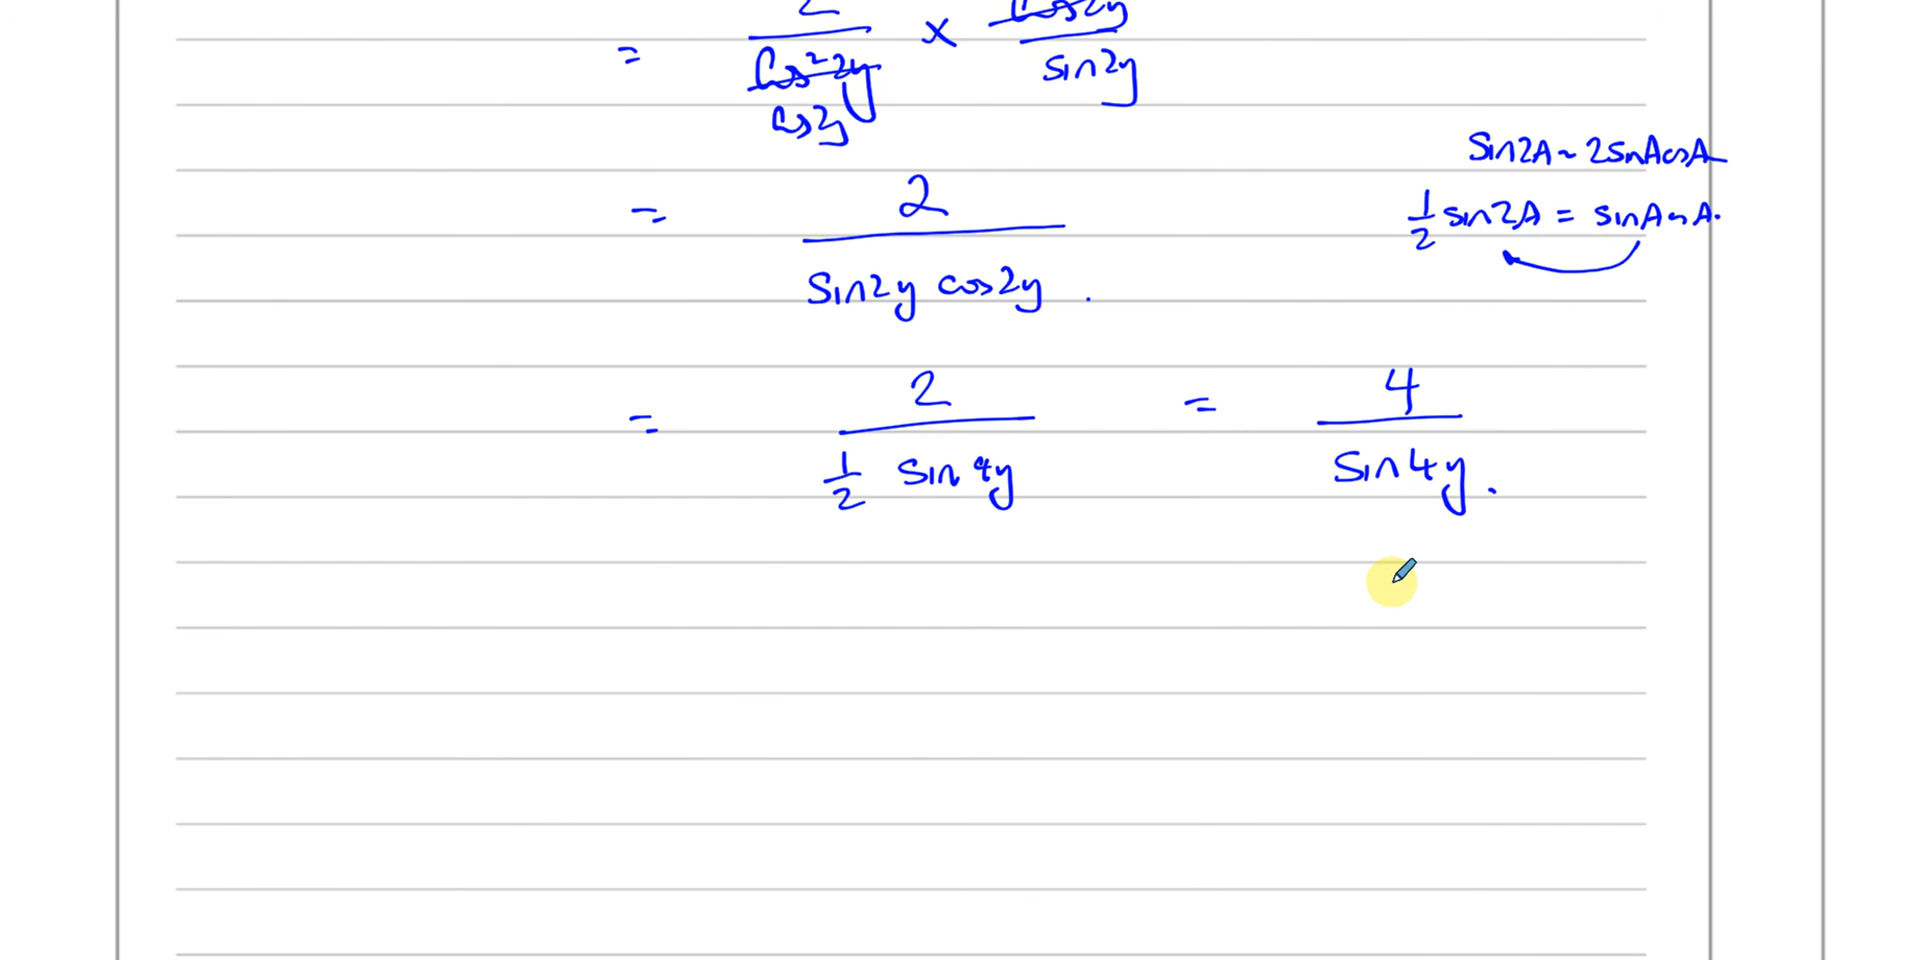 = 2/cos²2y × cos2y/sin2y
cos2y
sin2A = 2sinAcosA
= 2/sin2y cos2y .
½ sin2A = sinAcosA.
= 2/½ sin4y = 4/sin4y.